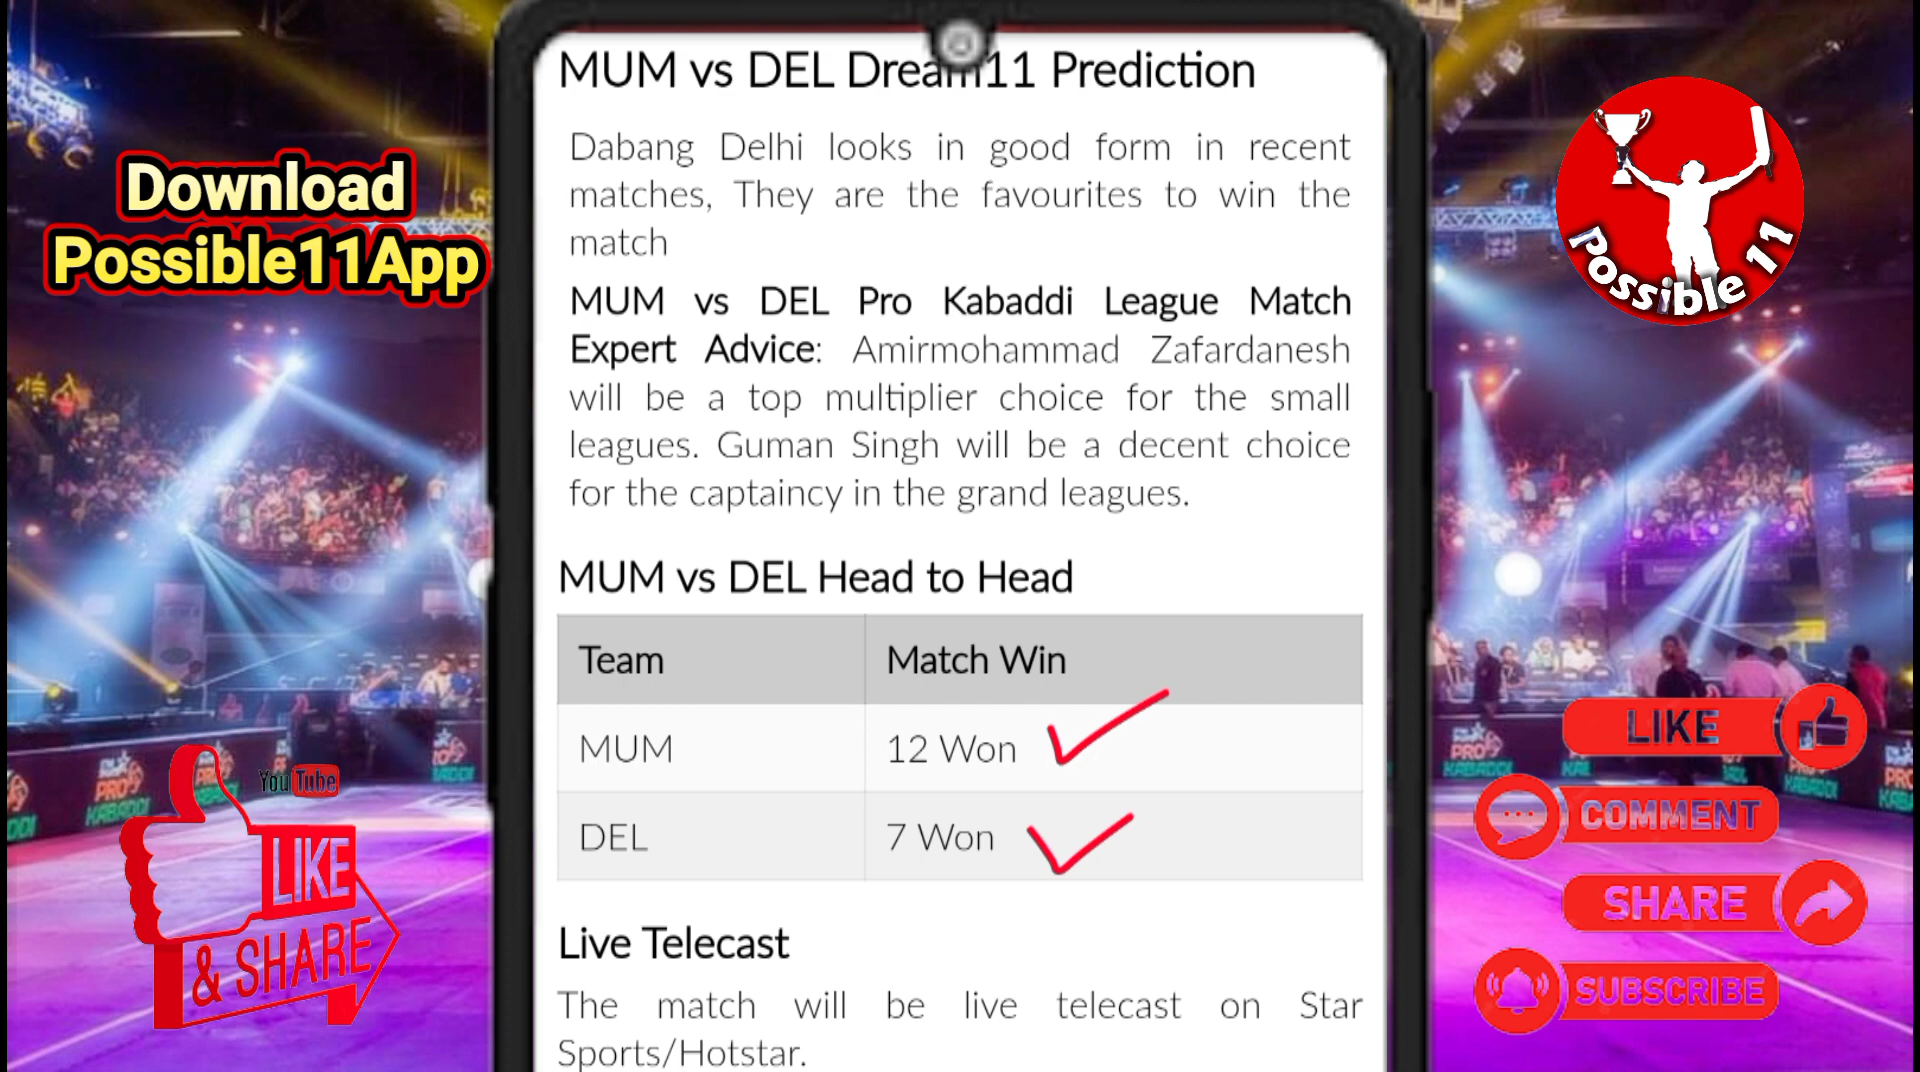 MUM vs DEL Dream11 Prediction
Dabang Delhi looks in good form in recent
matches, They are the favourites to win the
match
MUM vs DEL Pro Kabaddi League Match
Expert Advice: Amirmohammad Zafardanesh
will be a top multiplier choice for the small
leagues. Guman Singh will be a decent choice
for the captaincy in the grand leagues.
MUM vs DEL Head to Head
Team Match Win
MUM 12 Won
DEL 7 Won
Live Telecast
The match will be live telecast on Star
Sports/Hotstar.
Download
Possible11App
YouTube
LIKE
& SHARE
PRO
KABADDI
Possible 11
LIKE
COMMENT
SHARE
SUBSCRIBE
PRO
KABADDI